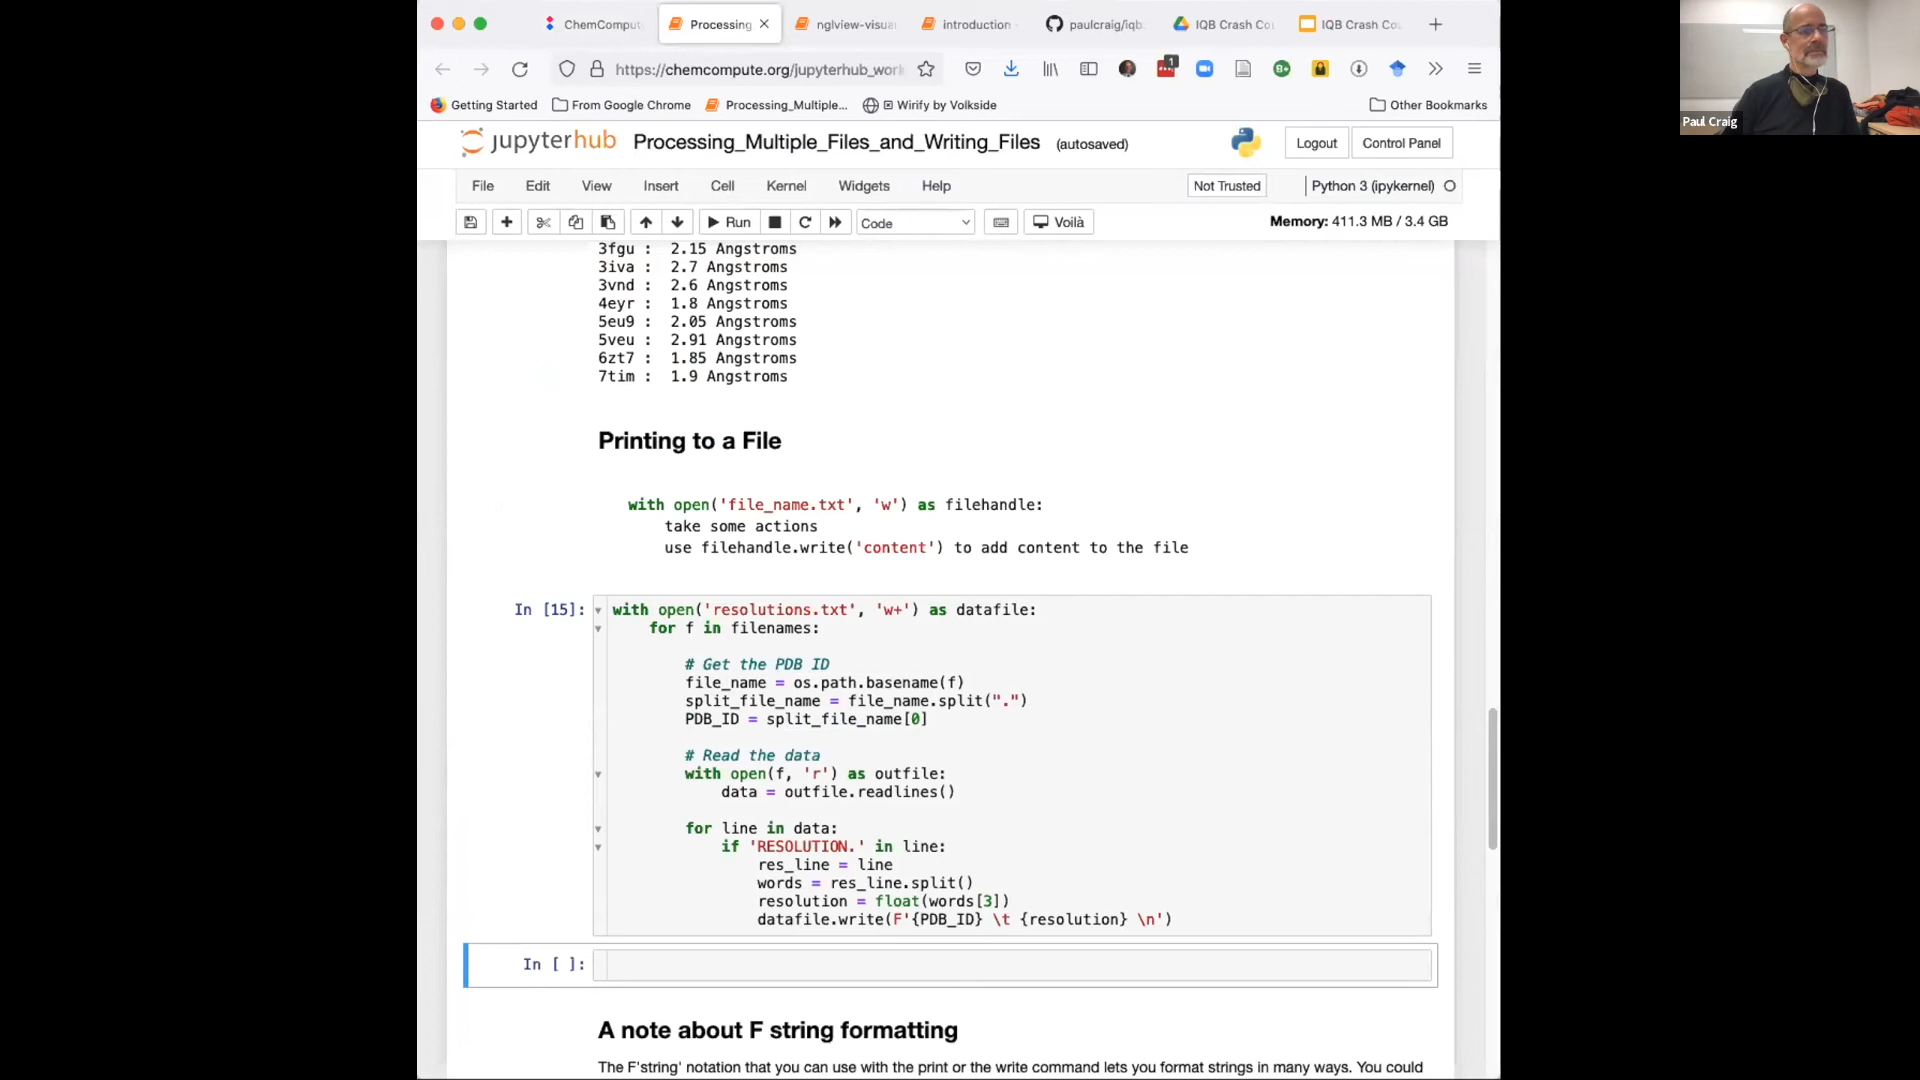 ChemComput
Processing
nglview-visua
introduction
paulcraig/iqb
IQB Crash Co
IQB Crash Co
https://chemcompute.org/jupyterhub_work
1
Getting Started
From Google Chrome
Processing_Multiple...
Wirify by Volkside
Other Bookmarks
Paul Craig
jupyterhub
Processing_Multiple_Files_and_Writing_Files (autosaved)
Logout
Control Panel
File
Edit
View
Insert
Cell
Kernel
Widgets
Help
Not Trusted
Python 3 (ipykernel)
Run
Code
Voilà
Memory: 411.3 MB / 3.4 GB
3fgu :  2.15 Angstroms
3iva :  2.7 Angstroms
3vnd :  2.6 Angstroms
4eyr :  1.8 Angstroms
5eu9 :  2.05 Angstroms
5veu :  2.91 Angstroms
6zt7 :  1.85 Angstroms
7tim :  1.9 Angstroms
Printing to a File
with open('file_name.txt', 'w') as filehandle:
    take some actions
    use filehandle.write('content') to add content to the file
In [15]:
with open('resolutions.txt', 'w+') as datafile:
    for f in filenames:
        # Get the PDB ID
        file_name = os.path.basename(f)
        split_file_name = file_name.split(".")
        PDB_ID = split_file_name[0]
        # Read the data
        with open(f, 'r') as outfile:
            data = outfile.readlines()
        for line in data:
            if 'RESOLUTION.' in line:
                res_line = line
                words = res_line.split()
                resolution = float(words[3])
                datafile.write(F'{PDB_ID} \t {resolution} \n')
In [ ]:
A note about F string formatting
The F'string' notation that you can use with the print or the write command lets you format strings in many ways. You could